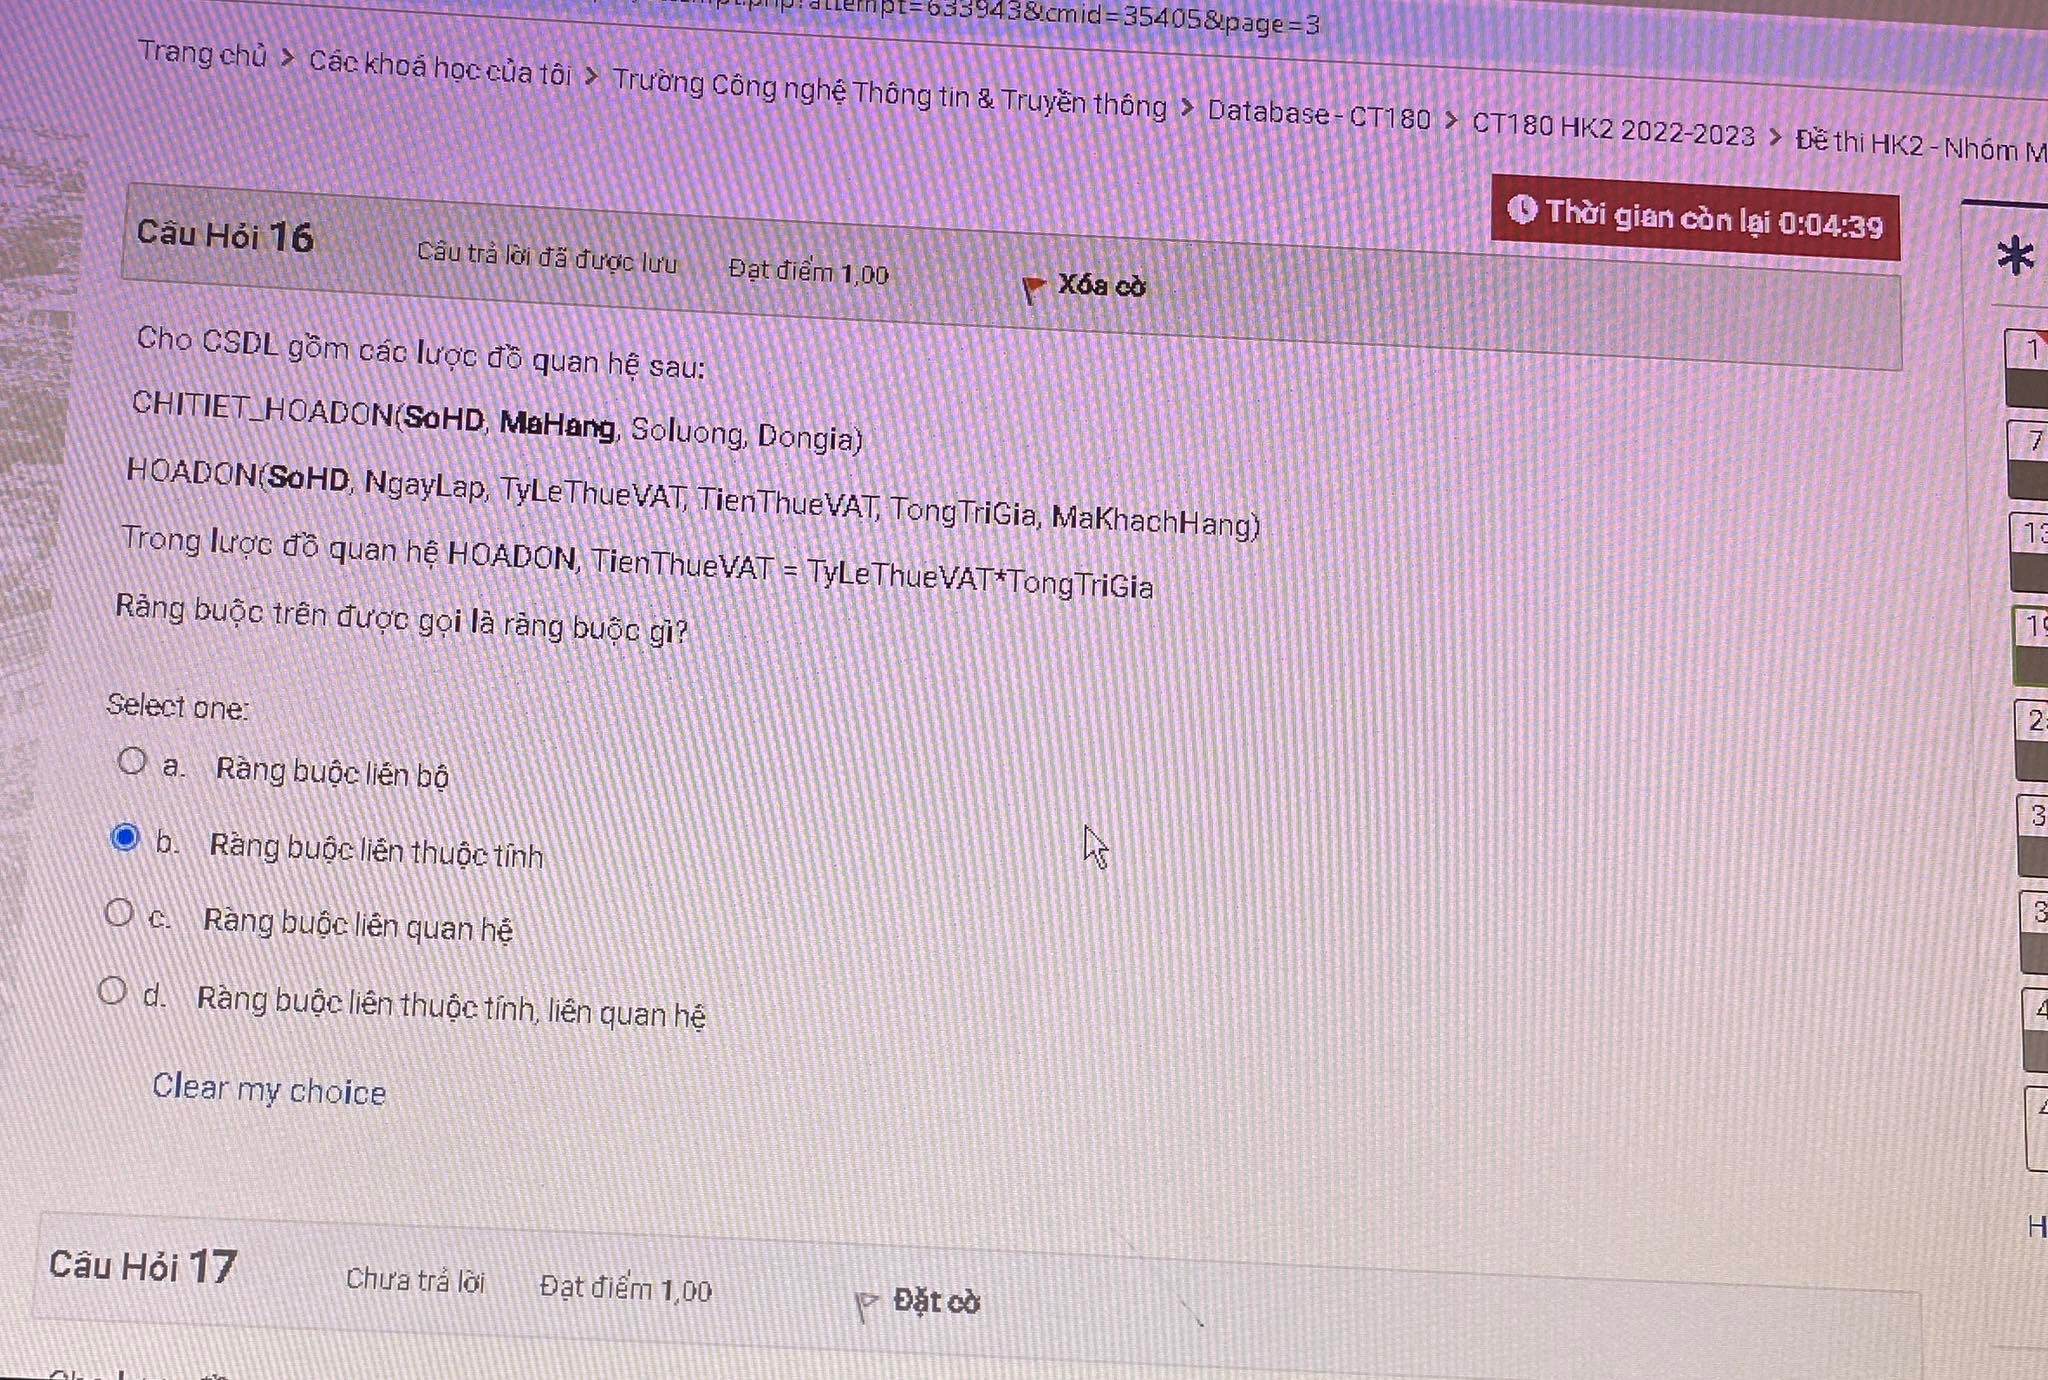 attempt=633943&cmid=35405&page=3
Trang chủ > Các khoá học của tôi > Trường Công nghệ Thông tin & Truyền thông > Database - CT180 > CT180 HK2 2022-2023 > Đề thi HK2 - Nhóm M
Thời gian còn lại 0:04:39
Câu Hỏi 16 Câu trả lời đã được lưu Đạt điểm 1,00 Xóa cờ
Cho CSDL gồm các lược đồ quan hệ sau:
CHITIET_HOADON(SoHD, MaHang, Soluong, Dongia)
HOADON(SoHD, NgayLap, TyLeThueVAT, TienThueVAT, TongTriGia, MaKhachHang)
Trong lược đồ quan hệ HOADON, TienThueVAT = TyLeThueVAT*TongTriGia
Ràng buộc trên được gọi là ràng buộc gì?
Select one:
a. Ràng buộc liên bộ
b. Ràng buộc liên thuộc tính
c. Ràng buộc liên quan hệ
d. Ràng buộc liên thuộc tính, liên quan hệ
Clear my choice
Câu Hỏi 17 Chưa trả lời Đạt điểm 1,00 Đặt cờ
1
7
13
19
2
3
3
4
H